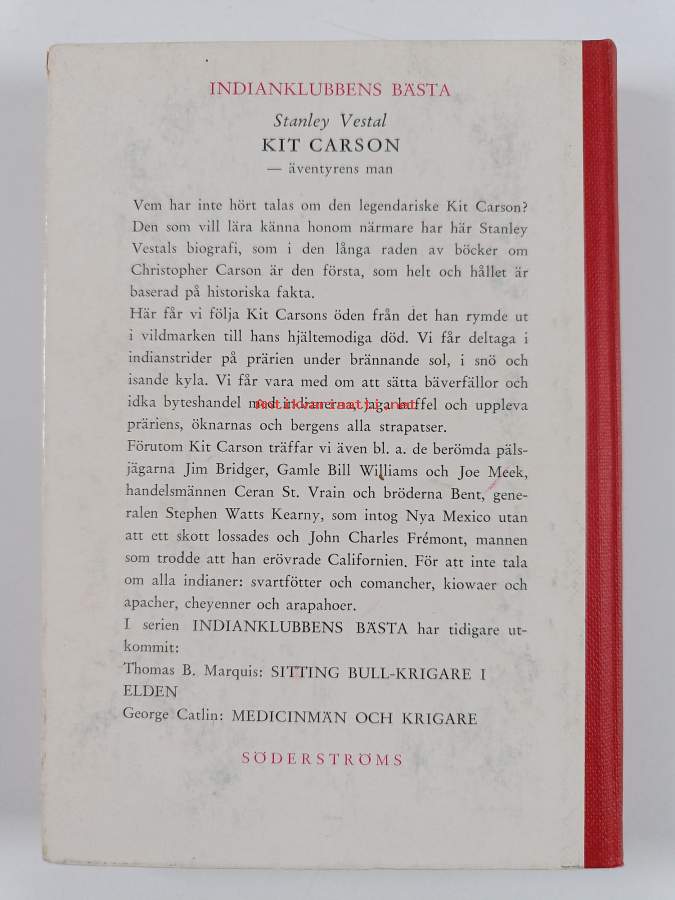 INDIANKLUBBENS BÄSTA
Stanley Vestal
KIT CARSON
— äventyrens man
Vem har inte hört talas om den legendariske Kit Carson?
Den som vill lära känna honom närmare har här Stanley
Vestals biografi, som i den långa raden av böcker om
Christopher Carson är den första, som helt och hållet är
baserad på historiska fakta.
Här får vi följa Kit Carsons öden från det han rymde ut
i vildmarken till hans hjältemodiga död. Vi får deltaga i
indianstrider på prärien under brännande sol, i snö och
isande kyla. Vi får vara med om att sätta bäverfällor och
idka byteshandel med indianerna, jaga buffel och uppleva
präriens, öknarnas och bergens alla strapatser.
Förutom Kit Carson träffar vi även bl. a. de berömda päls-
jägarna Jim Bridger, Gamle Bill Williams och Joe Meek,
handelsmännen Ceran St. Vrain och bröderna Bent, gene-
ralen Stephen Watts Kearny, som intog Nya Mexico utan
att ett skott lossades och John Charles Frémont, mannen
som trodde att han erövrade Californien. För att inte tala
om alla indianer: svartfötter och comancher, kiowaer och
apacher, cheyenner och arapahoer.
I serien INDIANKLUBBENS BÄSTA har tidigare ut-
kommit:
Thomas B. Marquis: SITTING BULL-KRIGARE I
ELDEN
George Catlin: MEDICINMÄN OCH KRIGARE
SÖDERSTRÖMS